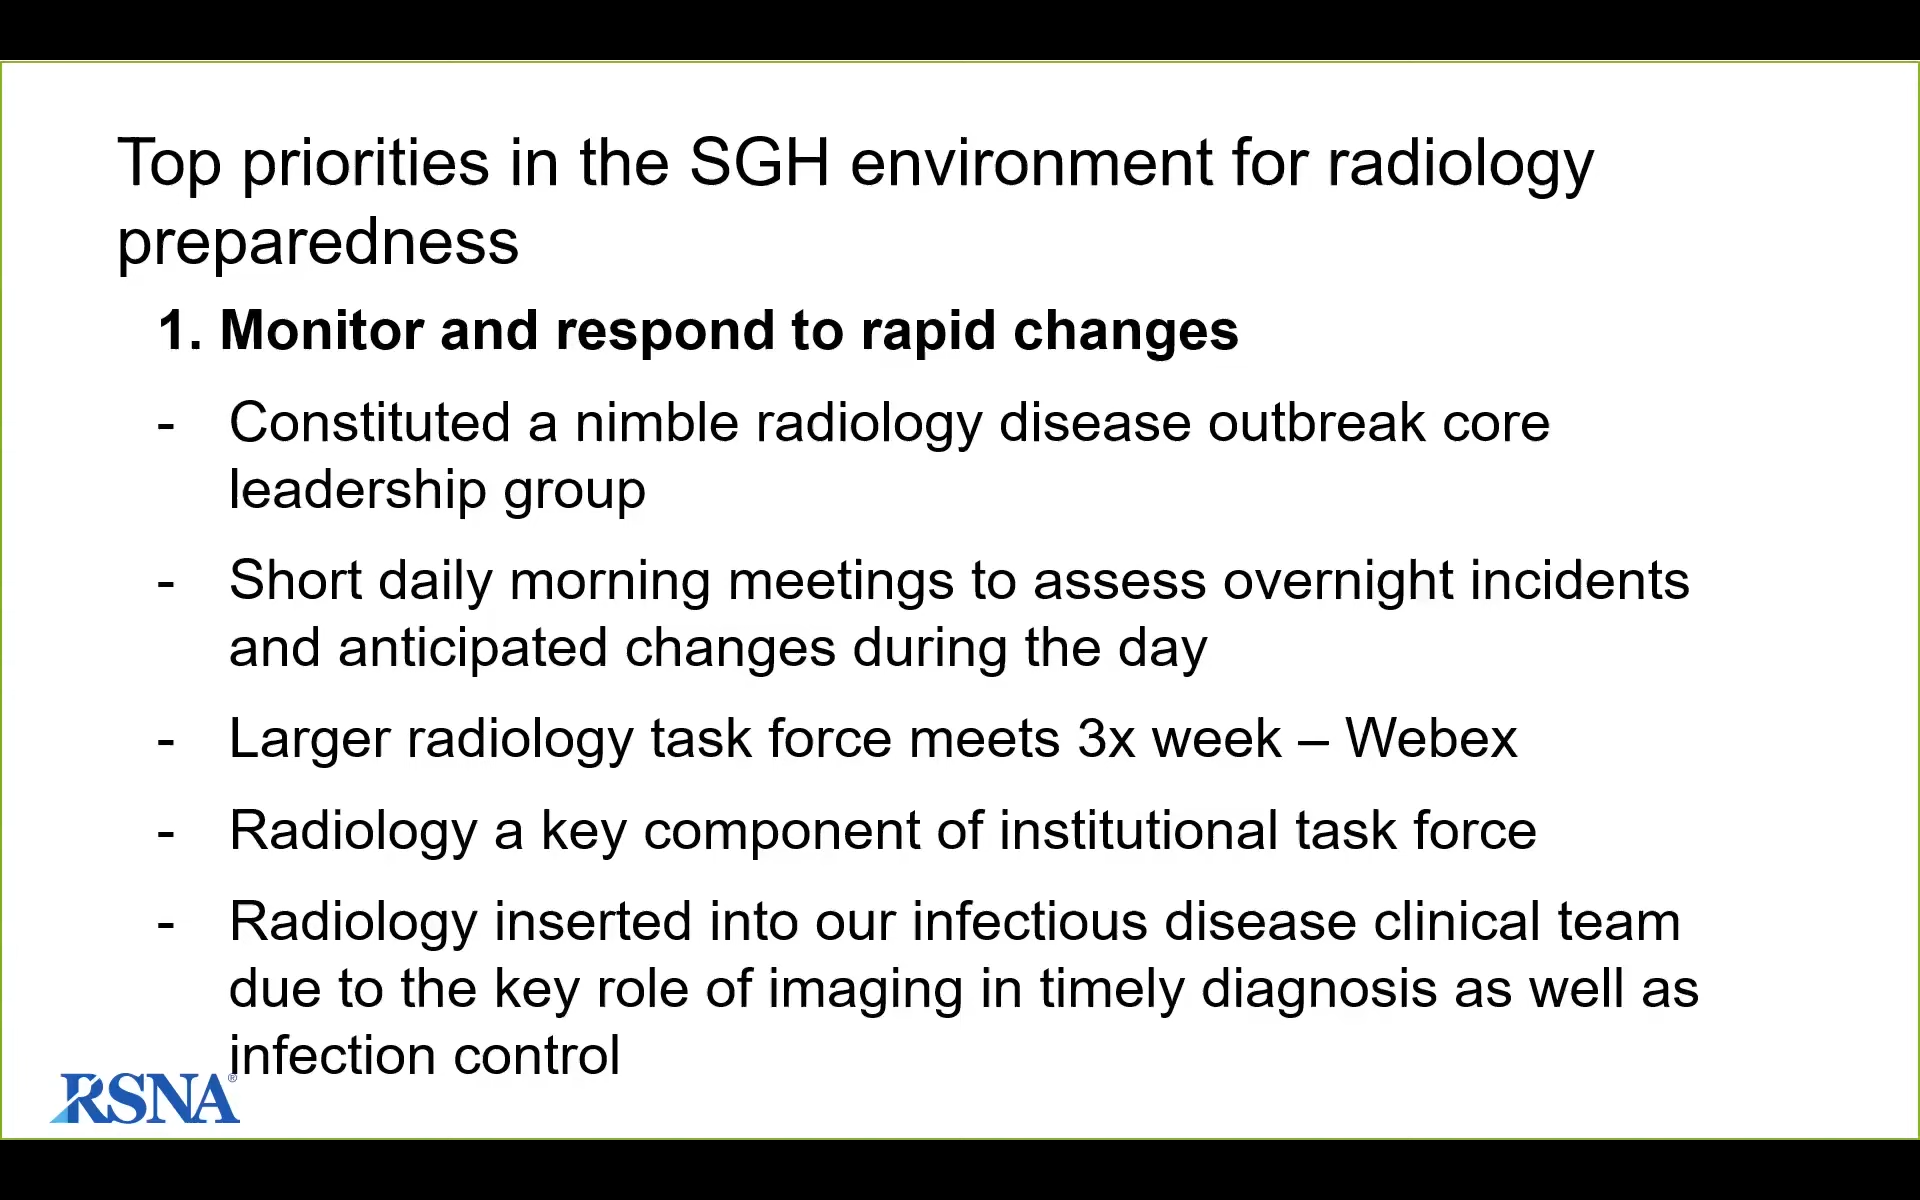 Top priorities in the SGH environment for radiology
preparedness
1. Monitor and respond to rapid changes
- Constituted a nimble radiology disease outbreak core
leadership group
- Short daily morning meetings to assess overnight incidents
and anticipated changes during the day
- Larger radiology task force meets 3x week – Webex
- Radiology a key component of institutional task force
- Radiology inserted into our infectious disease clinical team
due to the key role of imaging in timely diagnosis as well as
infection control
RSNA®